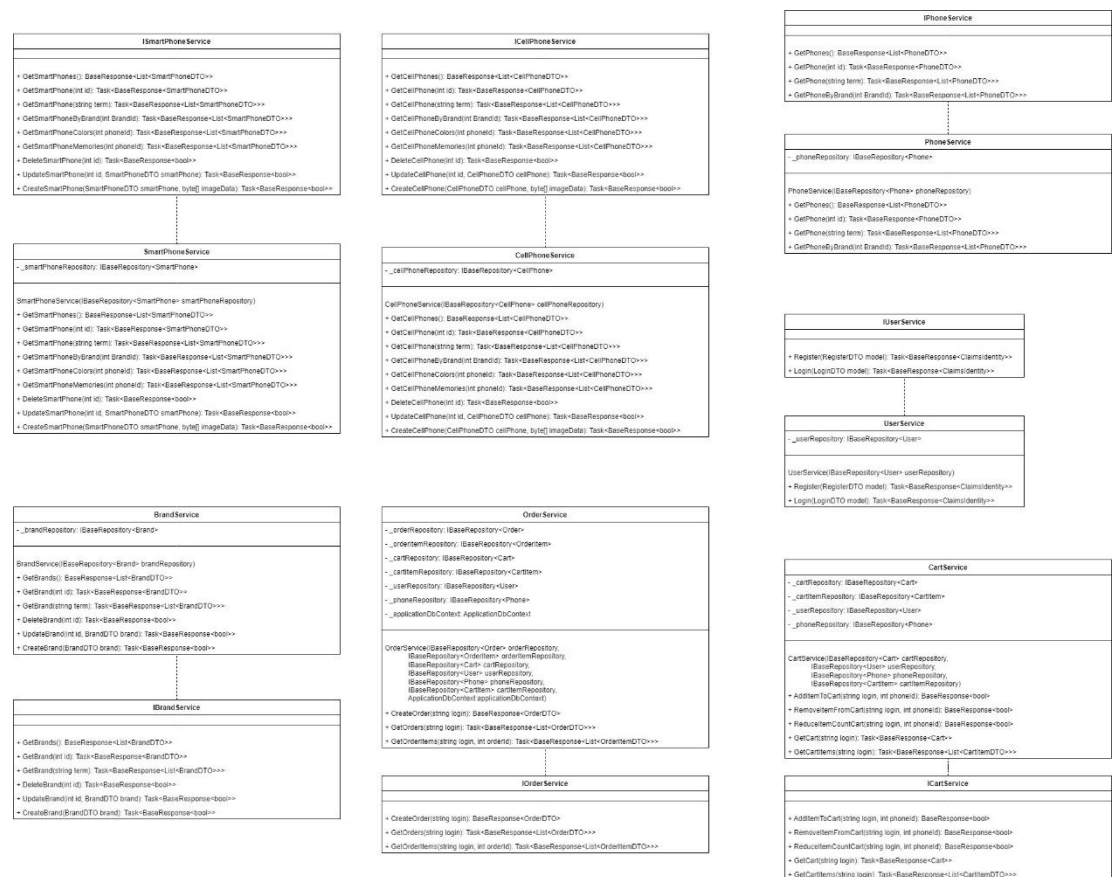 ISmartPhoneService
+ GetSmartPhones(): BaseResponse<List<SmartPhoneDTO>>
+ GetSmartPhone(int id): Task<BaseResponse<SmartPhoneDTO>>
+ GetSmartPhone(string term): Task<BaseResponse<List<SmartPhoneDTO>>>
+ GetSmartPhoneByBrand(int BrandId): Task<BaseResponse<List<SmartPhoneDTO>>>
+ GetSmartPhoneColors(int phoneId): Task<BaseResponse<List<SmartPhoneDTO>>>
+ GetSmartPhoneMemories(int phoneId): Task<BaseResponse<List<SmartPhoneDTO>>>
+ DeleteSmartPhone(int id): Task<BaseResponse<bool>>
+ UpdateSmartPhone(int id, SmartPhoneDTO smartPhone): Task<BaseResponse<bool>>
+ CreateSmartPhone(SmartPhoneDTO smartPhone, byte[] imageData): Task<BaseResponse<bool>>
ICellPhoneService
+ GetCellPhones(): BaseResponse<List<CellPhoneDTO>>
+ GetCellPhone(int id): Task<BaseResponse<CellPhoneDTO>>
+ GetCellPhone(string term): Task<BaseResponse<List<CellPhoneDTO>>>
+ GetCellPhoneByBrand(int BrandId): Task<BaseResponse<List<CellPhoneDTO>>>
+ GetCellPhoneColors(int phoneId): Task<BaseResponse<List<CellPhoneDTO>>>
+ GetCellPhoneMemories(int phoneId): Task<BaseResponse<List<CellPhoneDTO>>>
+ DeleteCellPhone(int id): Task<BaseResponse<bool>>
+ UpdateCellPhone(int id, CellPhoneDTO cellPhone): Task<BaseResponse<bool>>
+ CreateCellPhone(CellPhoneDTO cellPhone, byte[] imageData): Task<BaseResponse<bool>>
IPhoneService
+ GetPhones(): BaseResponse<List<PhoneDTO>>
+ GetPhone(int id): Task<BaseResponse<PhoneDTO>>
+ GetPhone(string term): Task<BaseResponse<List<PhoneDTO>>>
+ GetPhoneByBrand(int BrandId): Task<BaseResponse<List<PhoneDTO>>>
PhoneService
- _phoneRepository: IBaseRepository<Phone>
PhoneService(IBaseRepository<Phone> phoneRepository)
+ GetPhones(): BaseResponse<List<PhoneDTO>>
+ GetPhone(int id): Task<BaseResponse<PhoneDTO>>
+ GetPhone(string term): Task<BaseResponse<List<PhoneDTO>>>
+ GetPhoneByBrand(int BrandId): Task<BaseResponse<List<PhoneDTO>>>
SmartPhoneService
- _smartPhoneRepository: IBaseRepository<SmartPhone>
SmartPhoneService(IBaseRepository<SmartPhone> smartPhoneRepository)
+ GetSmartPhones(): BaseResponse<List<SmartPhoneDTO>>
+ GetSmartPhone(int id): Task<BaseResponse<SmartPhoneDTO>>
+ GetSmartPhone(string term): Task<BaseResponse<List<SmartPhoneDTO>>>
+ GetSmartPhoneByBrand(int BrandId): Task<BaseResponse<List<SmartPhoneDTO>>>
+ GetSmartPhoneColors(int phoneId): Task<BaseResponse<List<SmartPhoneDTO>>>
+ GetSmartPhoneMemories(int phoneId): Task<BaseResponse<List<SmartPhoneDTO>>>
+ DeleteSmartPhone(int id): Task<BaseResponse<bool>>
+ UpdateSmartPhone(int id, SmartPhoneDTO smartPhone): Task<BaseResponse<bool>>
+ CreateSmartPhone(SmartPhoneDTO smartPhone, byte[] imageData): Task<BaseResponse<bool>>
CellPhoneService
- _cellPhoneRepository: IBaseRepository<CellPhone>
CellPhoneService(IBaseRepository<CellPhone> cellPhoneRepository)
+ GetCellPhones(): BaseResponse<List<CellPhoneDTO>>
+ GetCellPhone(int id): Task<BaseResponse<CellPhoneDTO>>
+ GetCellPhone(string term): Task<BaseResponse<List<CellPhoneDTO>>>
+ GetCellPhoneByBrand(int BrandId): Task<BaseResponse<List<CellPhoneDTO>>>
+ GetCellPhoneColors(int phoneId): Task<BaseResponse<List<CellPhoneDTO>>>
+ GetCellPhoneMemories(int phoneId): Task<BaseResponse<List<CellPhoneDTO>>>
+ DeleteCellPhone(int id): Task<BaseResponse<bool>>
+ UpdateCellPhone(int id, CellPhoneDTO cellPhone): Task<BaseResponse<bool>>
+ CreateCellPhone(CellPhoneDTO cellPhone, byte[] imageData): Task<BaseResponse<bool>>
IUserService
+ Register(RegisterDTO model): Task<BaseResponse<ClaimsIdentity>>
+ Login(LoginDTO model): Task<BaseResponse<ClaimsIdentity>>
UserService
- _userRepository: IBaseRepository<User>
UserService(IBaseRepository<User> userRepository)
+ Register(RegisterDTO model): Task<BaseResponse<ClaimsIdentity>>
+ Login(LoginDTO model): Task<BaseResponse<ClaimsIdentity>>
BrandService
- _brandRepository: IBaseRepository<Brand>
BrandService(IBaseRepository<Brand> brandRepository)
+ GetBrands(): BaseResponse<List<BrandDTO>>
+ GetBrand(int id): Task<BaseResponse<BrandDTO>>
+ GetBrand(string term): Task<BaseResponse<List<BrandDTO>>>
+ DeleteBrand(int id): Task<BaseResponse<bool>>
+ UpdateBrand(int id, BrandDTO brand): Task<BaseResponse<bool>>
+ CreateBrand(BrandDTO brand): Task<BaseResponse<bool>>
IBrandService
+ GetBrands(): BaseResponse<List<BrandDTO>>
+ GetBrand(int id): Task<BaseResponse<BrandDTO>>
+ GetBrand(string term): Task<BaseResponse<List<BrandDTO>>>
+ DeleteBrand(int id): Task<BaseResponse<bool>>
+ UpdateBrand(int id, BrandDTO brand): Task<BaseResponse<bool>>
+ CreateBrand(BrandDTO brand): Task<BaseResponse<bool>>
OrderService
- _orderRepository: IBaseRepository<Order>
- _orderItemRepository: IBaseRepository<OrderItem>
- _cartRepository: IBaseRepository<Cart>
- _cartItemRepository: IBaseRepository<CartItem>
- _userRepository: IBaseRepository<User>
- _phoneRepository: IBaseRepository<Phone>
- _applicationDbContext: ApplicationDbContext
OrderService(IBaseRepository<Order> orderRepository,
IBaseRepository<OrderItem> orderItemRepository,
IBaseRepository<Cart> cartRepository,
IBaseRepository<User> userRepository,
IBaseRepository<Phone> phoneRepository,
IBaseRepository<CartItem> cartItemRepository,
ApplicationDbContext applicationDbContext)
+ CreateOrder(string login): BaseResponse<OrderDTO>
+ GetOrders(string login): Task<BaseResponse<List<OrderDTO>>>
+ GetOrderItems(string login, int orderId): Task<BaseResponse<List<OrderItemDTO>>>
IOrderService
+ CreateOrder(string login): BaseResponse<OrderDTO>
+ GetOrders(string login): Task<BaseResponse<List<OrderDTO>>>
+ GetOrderItems(string login, int orderId): Task<BaseResponse<List<OrderItemDTO>>>
CartService
- _cartRepository: IBaseRepository<Cart>
- _cartItemRepository: IBaseRepository<CartItem>
- _userRepository: IBaseRepository<User>
- _phoneRepository: IBaseRepository<Phone>
CartService(IBaseRepository<Cart> cartRepository,
IBaseRepository<User> userRepository,
IBaseRepository<Phone> phoneRepository,
IBaseRepository<CartItem> cartItemRepository)
+ AddItemToCart(string login, int phoneId): BaseResponse<bool>
+ RemoveItemFromCart(string login, int phoneId): BaseResponse<bool>
+ ReduceItemCountCart(string login, int phoneId): BaseResponse<bool>
+ GetCart(string login): Task<BaseResponse<Cart>>
+ GetCartItems(string login): Task<BaseResponse<List<CartItemDTO>>>
ICartService
+ AddItemToCart(string login, int phoneId): BaseResponse<bool>
+ RemoveItemFromCart(string login, int phoneId): BaseResponse<bool>
+ ReduceItemCountCart(string login, int phoneId): BaseResponse<bool>
+ GetCart(string login): Task<BaseResponse<Cart>>
+ GetCartItems(string login): Task<BaseResponse<List<CartItemDTO>>>